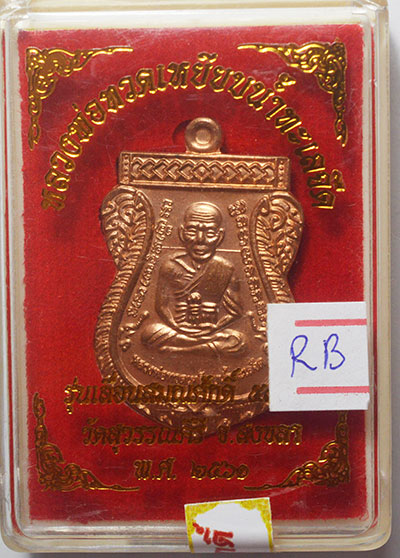 หลวงพ่อทวดเหยียบน้ำทะเลจืด
รุ่นเลื่อนสมณศักดิ์
RB
วัดสุวรรณคีรี จ.สงขลา
พ.ศ. ๒๕๖๑